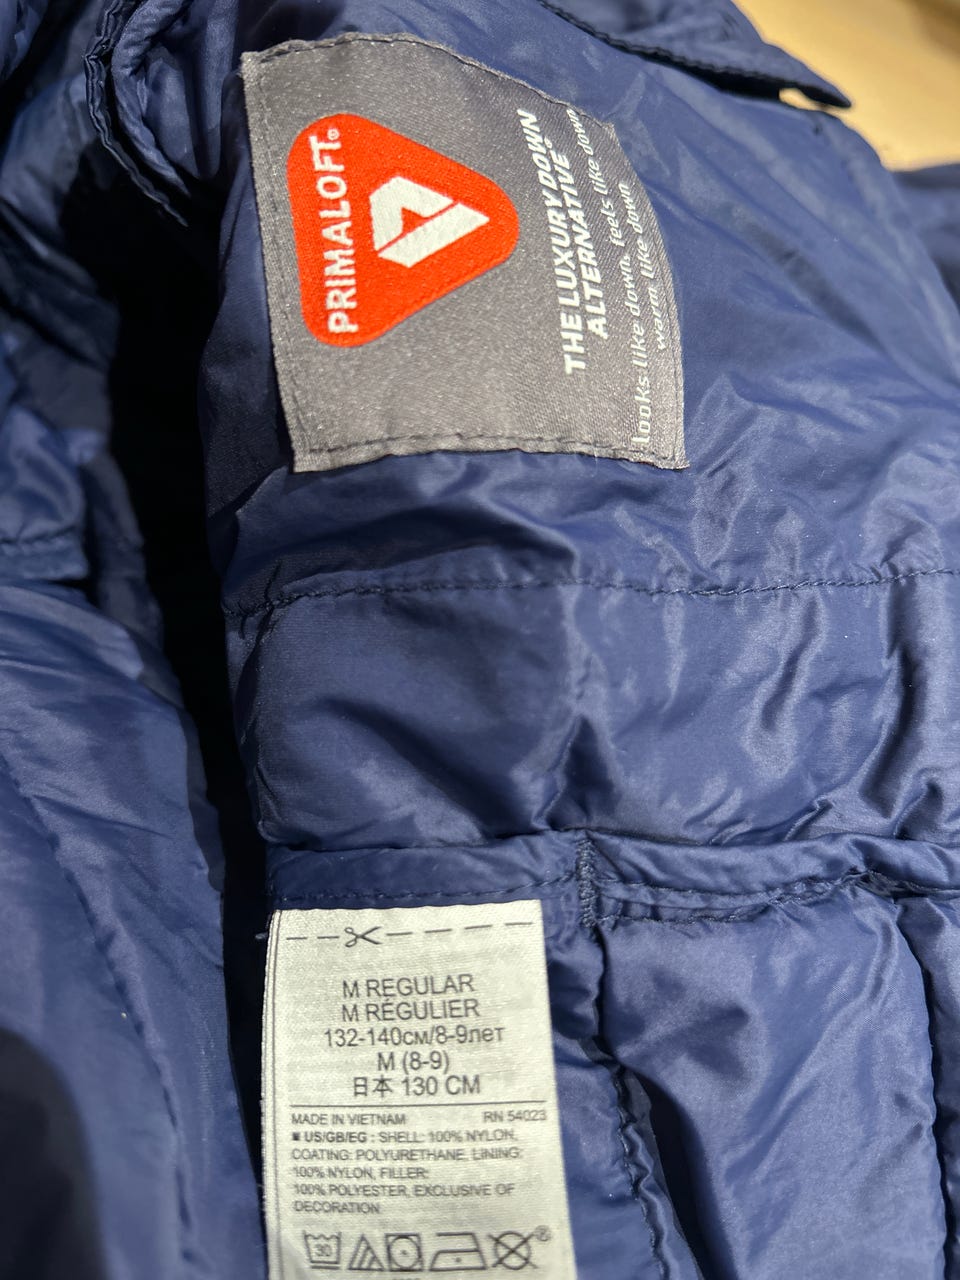 PRIMALOFT®
THE LUXURY DOWN
ALTERNATIVE®
looks like down, feels like down
warm like down
M REGULAR
M RÉGULIER
132-140см/8-9лет
M (8-9)
日本 130 CM
MADE IN VIETNAM RN 54023
■ US/GB/EG : SHELL: 100% NYLON,
COATING: POLYURETHANE, LINING:
100% NYLON, FILLER:
100% POLYESTER, EXCLUSIVE OF
DECORATION
30